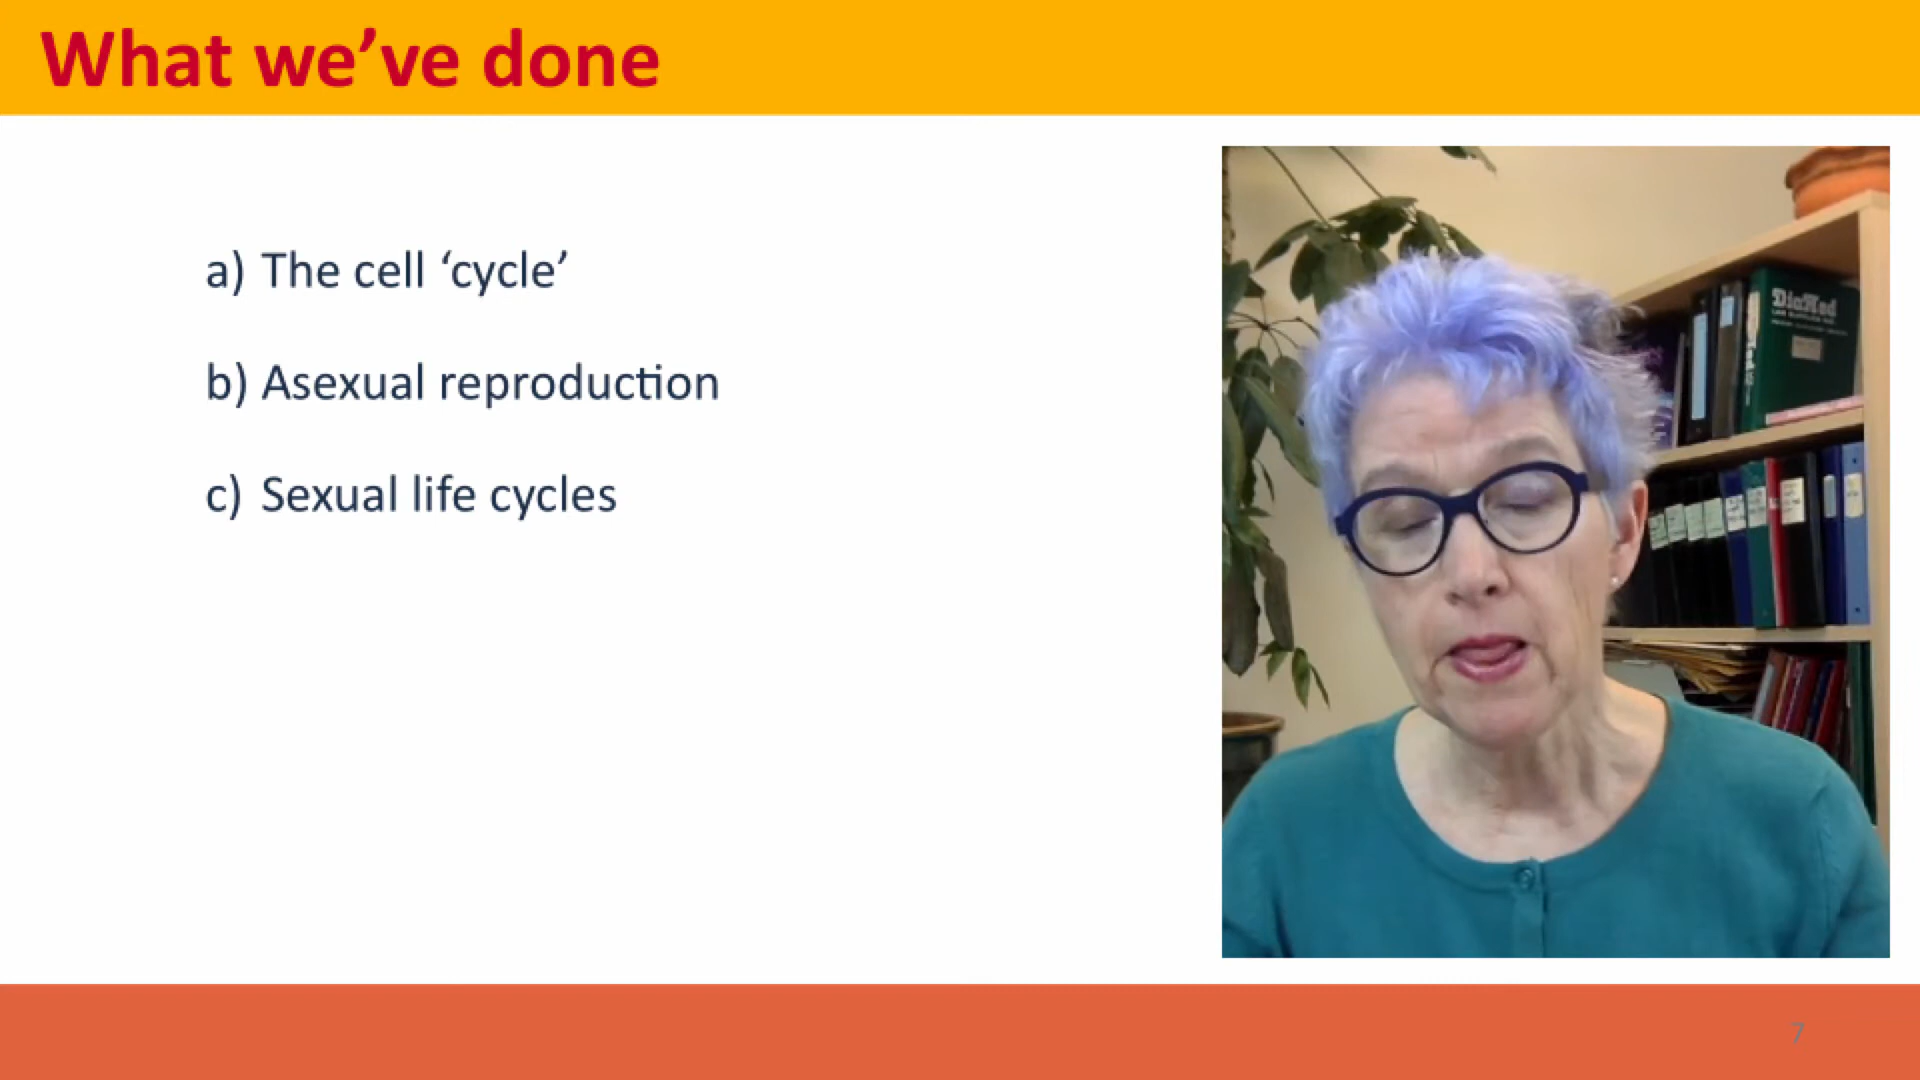 What we’ve done
a) The cell ‘cycle’
b) Asexual reproduction
c) Sexual life cycles
DiaMed
7